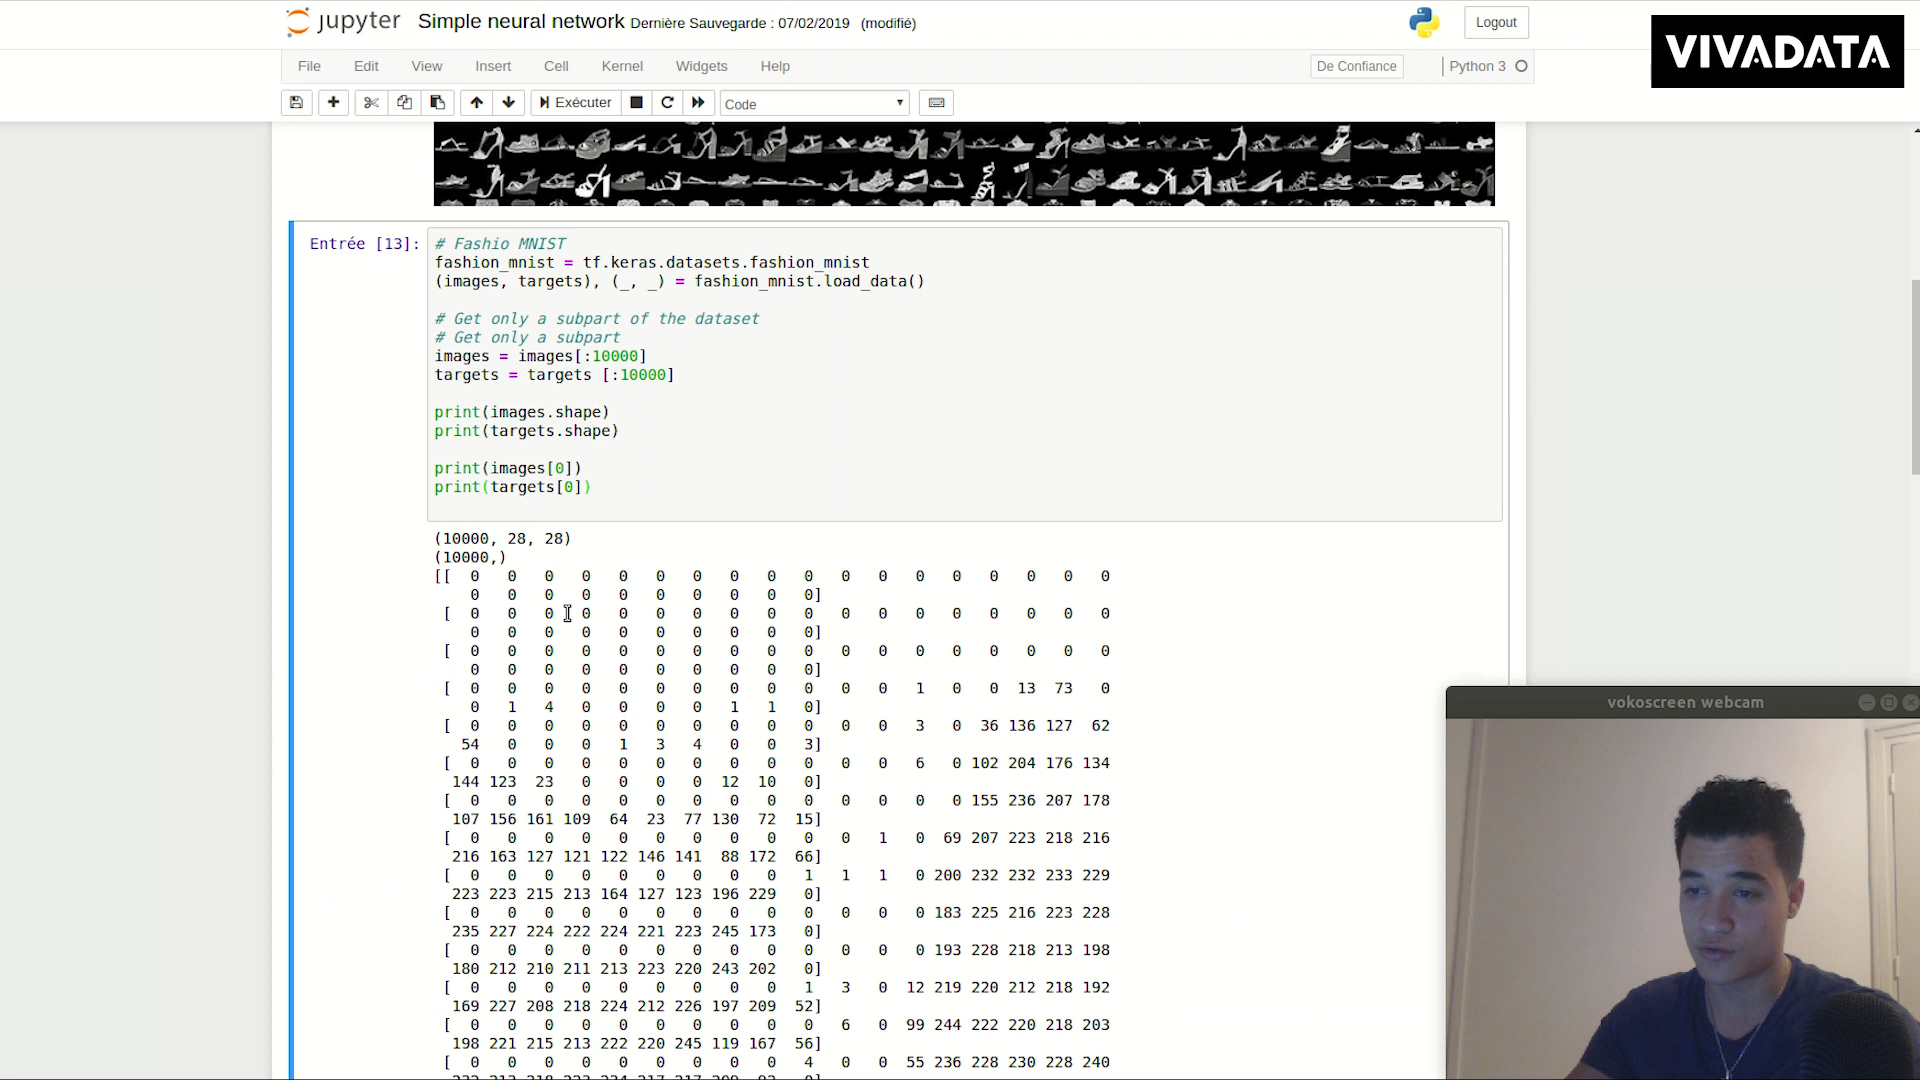 jupyter Simple neural network Dernière Sauvegarde : 07/02/2019 (modifié)
Logout
VIVADATA
File Edit View Insert Cell Kernel Widgets Help
De Confiance
Python 3
Exécuter
Code
Entrée [13]:
# Fashio MNIST
fashion_mnist = tf.keras.datasets.fashion_mnist
(images, targets), (_, _) = fashion_mnist.load_data()
# Get only a subpart of the dataset
# Get only a subpart
images = images[:10000]
targets = targets [:10000]
print(images.shape)
print(targets.shape)
print(images[0])
print(targets[0])
(10000, 28, 28)
(10000,)
[[ 0 0 0 0 0 0 0 0 0 0 0 0 0 0 0 0 0 0
0 0 0 0 0 0 0 0 0 0]
[ 0 0 0 0 0 0 0 0 0 0 0 0 0 0 0 0 0 0
0 0 0 0 0 0 0 0 0 0]
[ 0 0 0 0 0 0 0 0 0 0 0 0 0 0 0 0 0 0
0 0 0 0 0 0 0 0 0 0]
[ 0 0 0 0 0 0 0 0 0 0 0 0 1 0 0 13 73 0
0 1 4 0 0 0 0 1 1 0]
[ 0 0 0 0 0 0 0 0 0 0 0 0 3 0 36 136 127 62
54 0 0 0 1 3 4 0 0 3]
[ 0 0 0 0 0 0 0 0 0 0 0 0 6 0 102 204 176 134
144 123 23 0 0 0 0 12 10 0]
[ 0 0 0 0 0 0 0 0 0 0 0 0 0 0 155 236 207 178
107 156 161 109 64 23 77 130 72 15]
[ 0 0 0 0 0 0 0 0 0 0 0 1 0 69 207 223 218 216
216 163 127 121 122 146 141 88 172 66]
[ 0 0 0 0 0 0 0 0 0 1 1 1 0 200 232 232 233 229
223 223 215 213 164 127 123 196 229 0]
[ 0 0 0 0 0 0 0 0 0 0 0 0 0 183 225 216 223 228
235 227 224 222 224 221 223 245 173 0]
[ 0 0 0 0 0 0 0 0 0 0 0 0 0 193 228 218 213 198
180 212 210 211 213 223 220 243 202 0]
[ 0 0 0 0 0 0 0 0 0 1 3 0 12 219 220 212 218 192
169 227 208 218 224 212 226 197 209 52]
[ 0 0 0 0 0 0 0 0 0 0 6 0 99 244 222 220 218 203
198 221 215 213 222 220 245 119 167 56]
[ 0 0 0 0 0 0 0 0 0 4 0 0 55 236 228 230 228 240
vokoscreen webcam